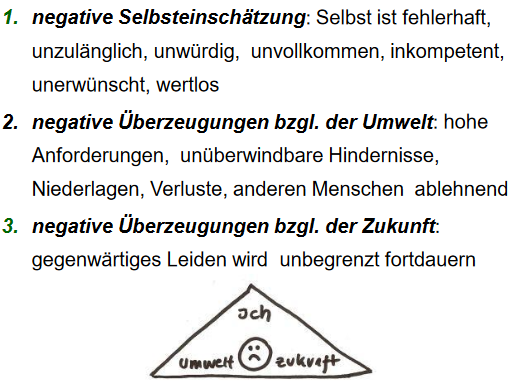 1. negative Selbsteinschätzung: Selbst ist fehlerhaft,
unzulänglich, unwürdig, unvollkommen, inkompetent,
unerwünscht, wertlos
2. negative Überzeugungen bzgl. der Umwelt: hohe
Anforderungen, unüberwindbare Hindernisse,
Niederlagen, Verluste, anderen Menschen ablehnend
3. negative Überzeugungen bzgl. der Zukunft:
gegenwärtiges Leiden wird unbegrenzt fortdauern
Ich
Umwelt Zukunft